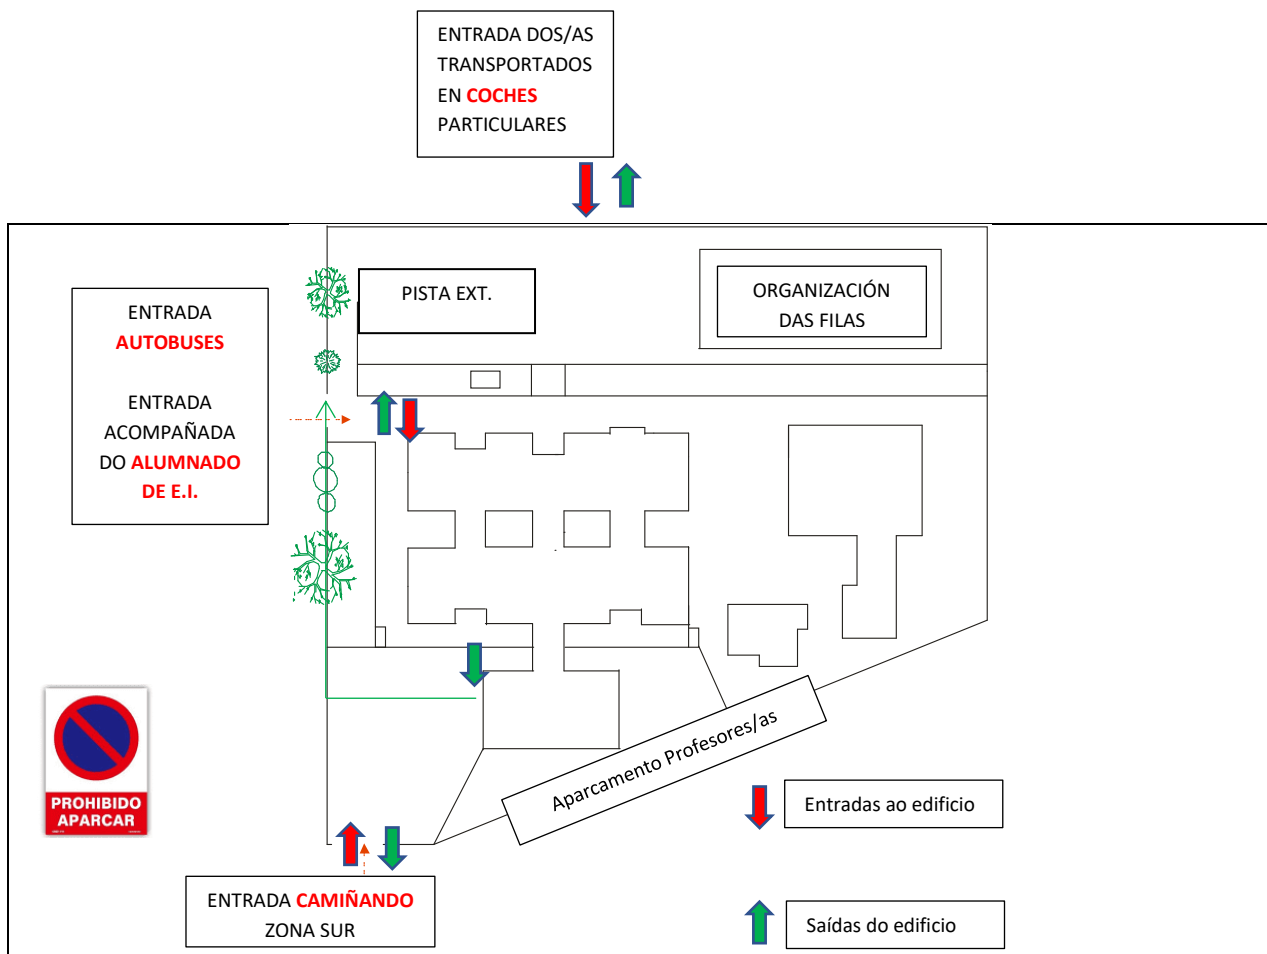 ENTRADA DOS/AS
TRANSPORTADOS
EN COCHES
PARTICULARES
ENTRADA
AUTOBUSES
ENTRADA
ACOMPAÑADA
DO ALUMNADO
DE E.I.
PISTA EXT.
ORGANIZACIÓN
DAS FILAS
PROHIBIDO
APARCAR
Aparcamento Profesores/as
Entradas ao edificio
ENTRADA CAMIÑANDO
ZONA SUR
Saídas do edificio